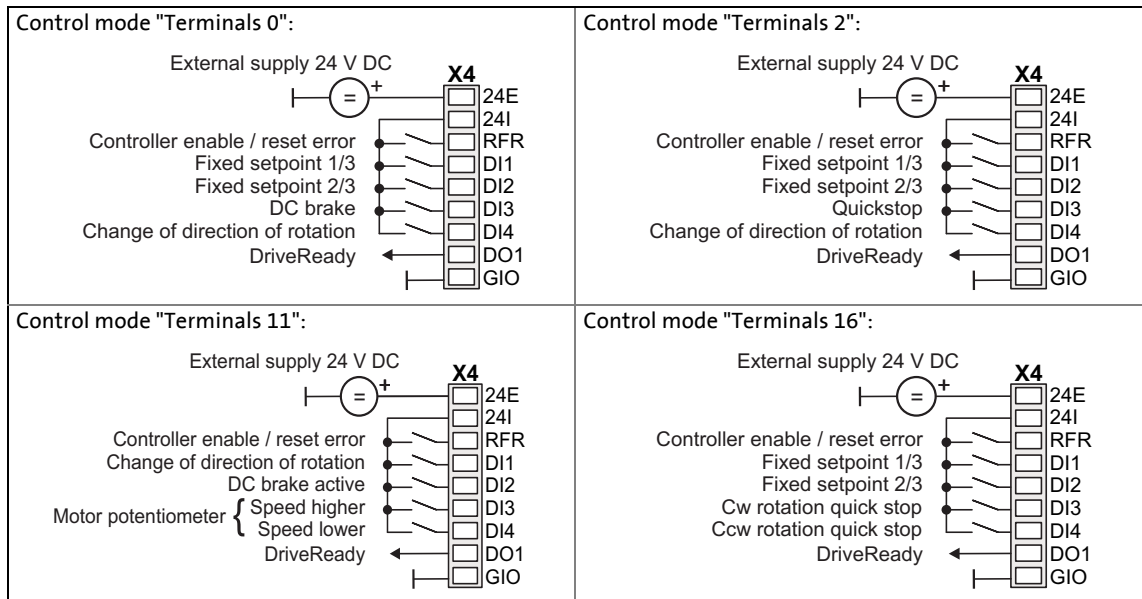 Control mode "Terminals 0":
External supply 24 V DC
X4
= +
24E
24I
Controller enable / reset error RFR
Fixed setpoint 1/3 DI1
Fixed setpoint 2/3 DI2
DC brake DI3
Change of direction of rotation DI4
DriveReady DO1
GIO
Control mode "Terminals 2":
External supply 24 V DC
X4
= +
24E
24I
Controller enable / reset error RFR
Fixed setpoint 1/3 DI1
Fixed setpoint 2/3 DI2
Quickstop DI3
Change of direction of rotation DI4
DriveReady DO1
GIO
Control mode "Terminals 11":
External supply 24 V DC
X4
= +
24E
24I
Controller enable / reset error RFR
Change of direction of rotation DI1
DC brake active DI2
Motor potentiometer { Speed higher DI3
Speed lower DI4
DriveReady DO1
GIO
Control mode "Terminals 16":
External supply 24 V DC
X4
= +
24E
24I
Controller enable / reset error RFR
Fixed setpoint 1/3 DI1
Fixed setpoint 2/3 DI2
Cw rotation quick stop DI3
Ccw rotation quick stop DI4
DriveReady DO1
GIO